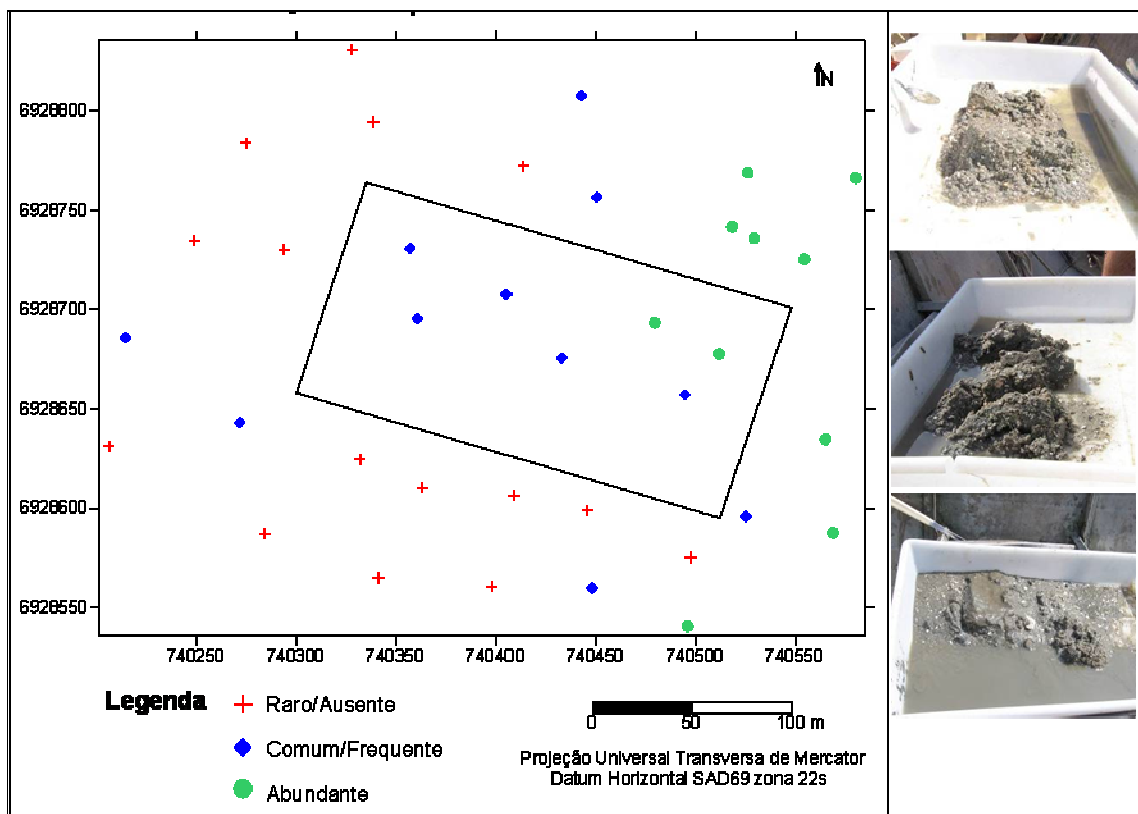 N
6928800
6928750
6928700
6928650
6928600
6928550
740250 740300 740350 740400 740450 740500 740550
Legenda
Raro/Ausente
Comum/Frequente
Abundante
0 50 100 m
Projeção Universal Transversa de Mercator
Datum Horizontal SAD69 zona 22s